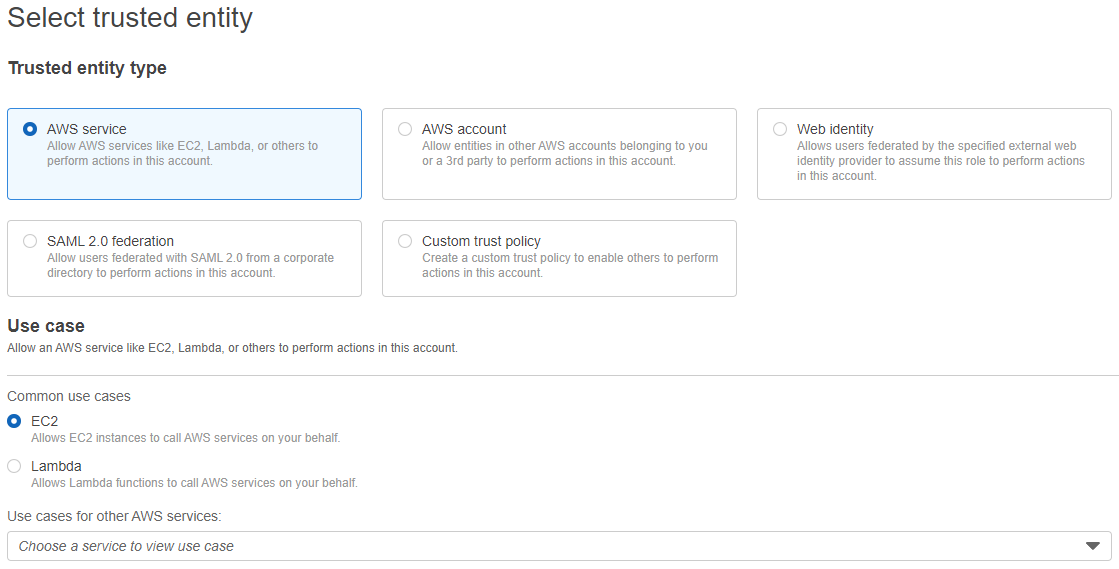 Select trusted entity
Trusted entity type
AWS service
Allow AWS services like EC2, Lambda, or others to
perform actions in this account.
AWS account
Allow entities in other AWS accounts belonging to you
or a 3rd party to perform actions in this account.
Web identity
Allows users federated by the specified external web
identity provider to assume this role to perform actions
in this account.
SAML 2.0 federation
Allow users federated with SAML 2.0 from a corporate
directory to perform actions in this account.
Custom trust policy
Create a custom trust policy to enable others to perform
actions in this account.
Use case
Allow an AWS service like EC2, Lambda, or others to perform actions in this account.
Common use cases
EC2
Allows EC2 instances to call AWS services on your behalf.
Lambda
Allows Lambda functions to call AWS services on your behalf.
Use cases for other AWS services:
Choose a service to view use case